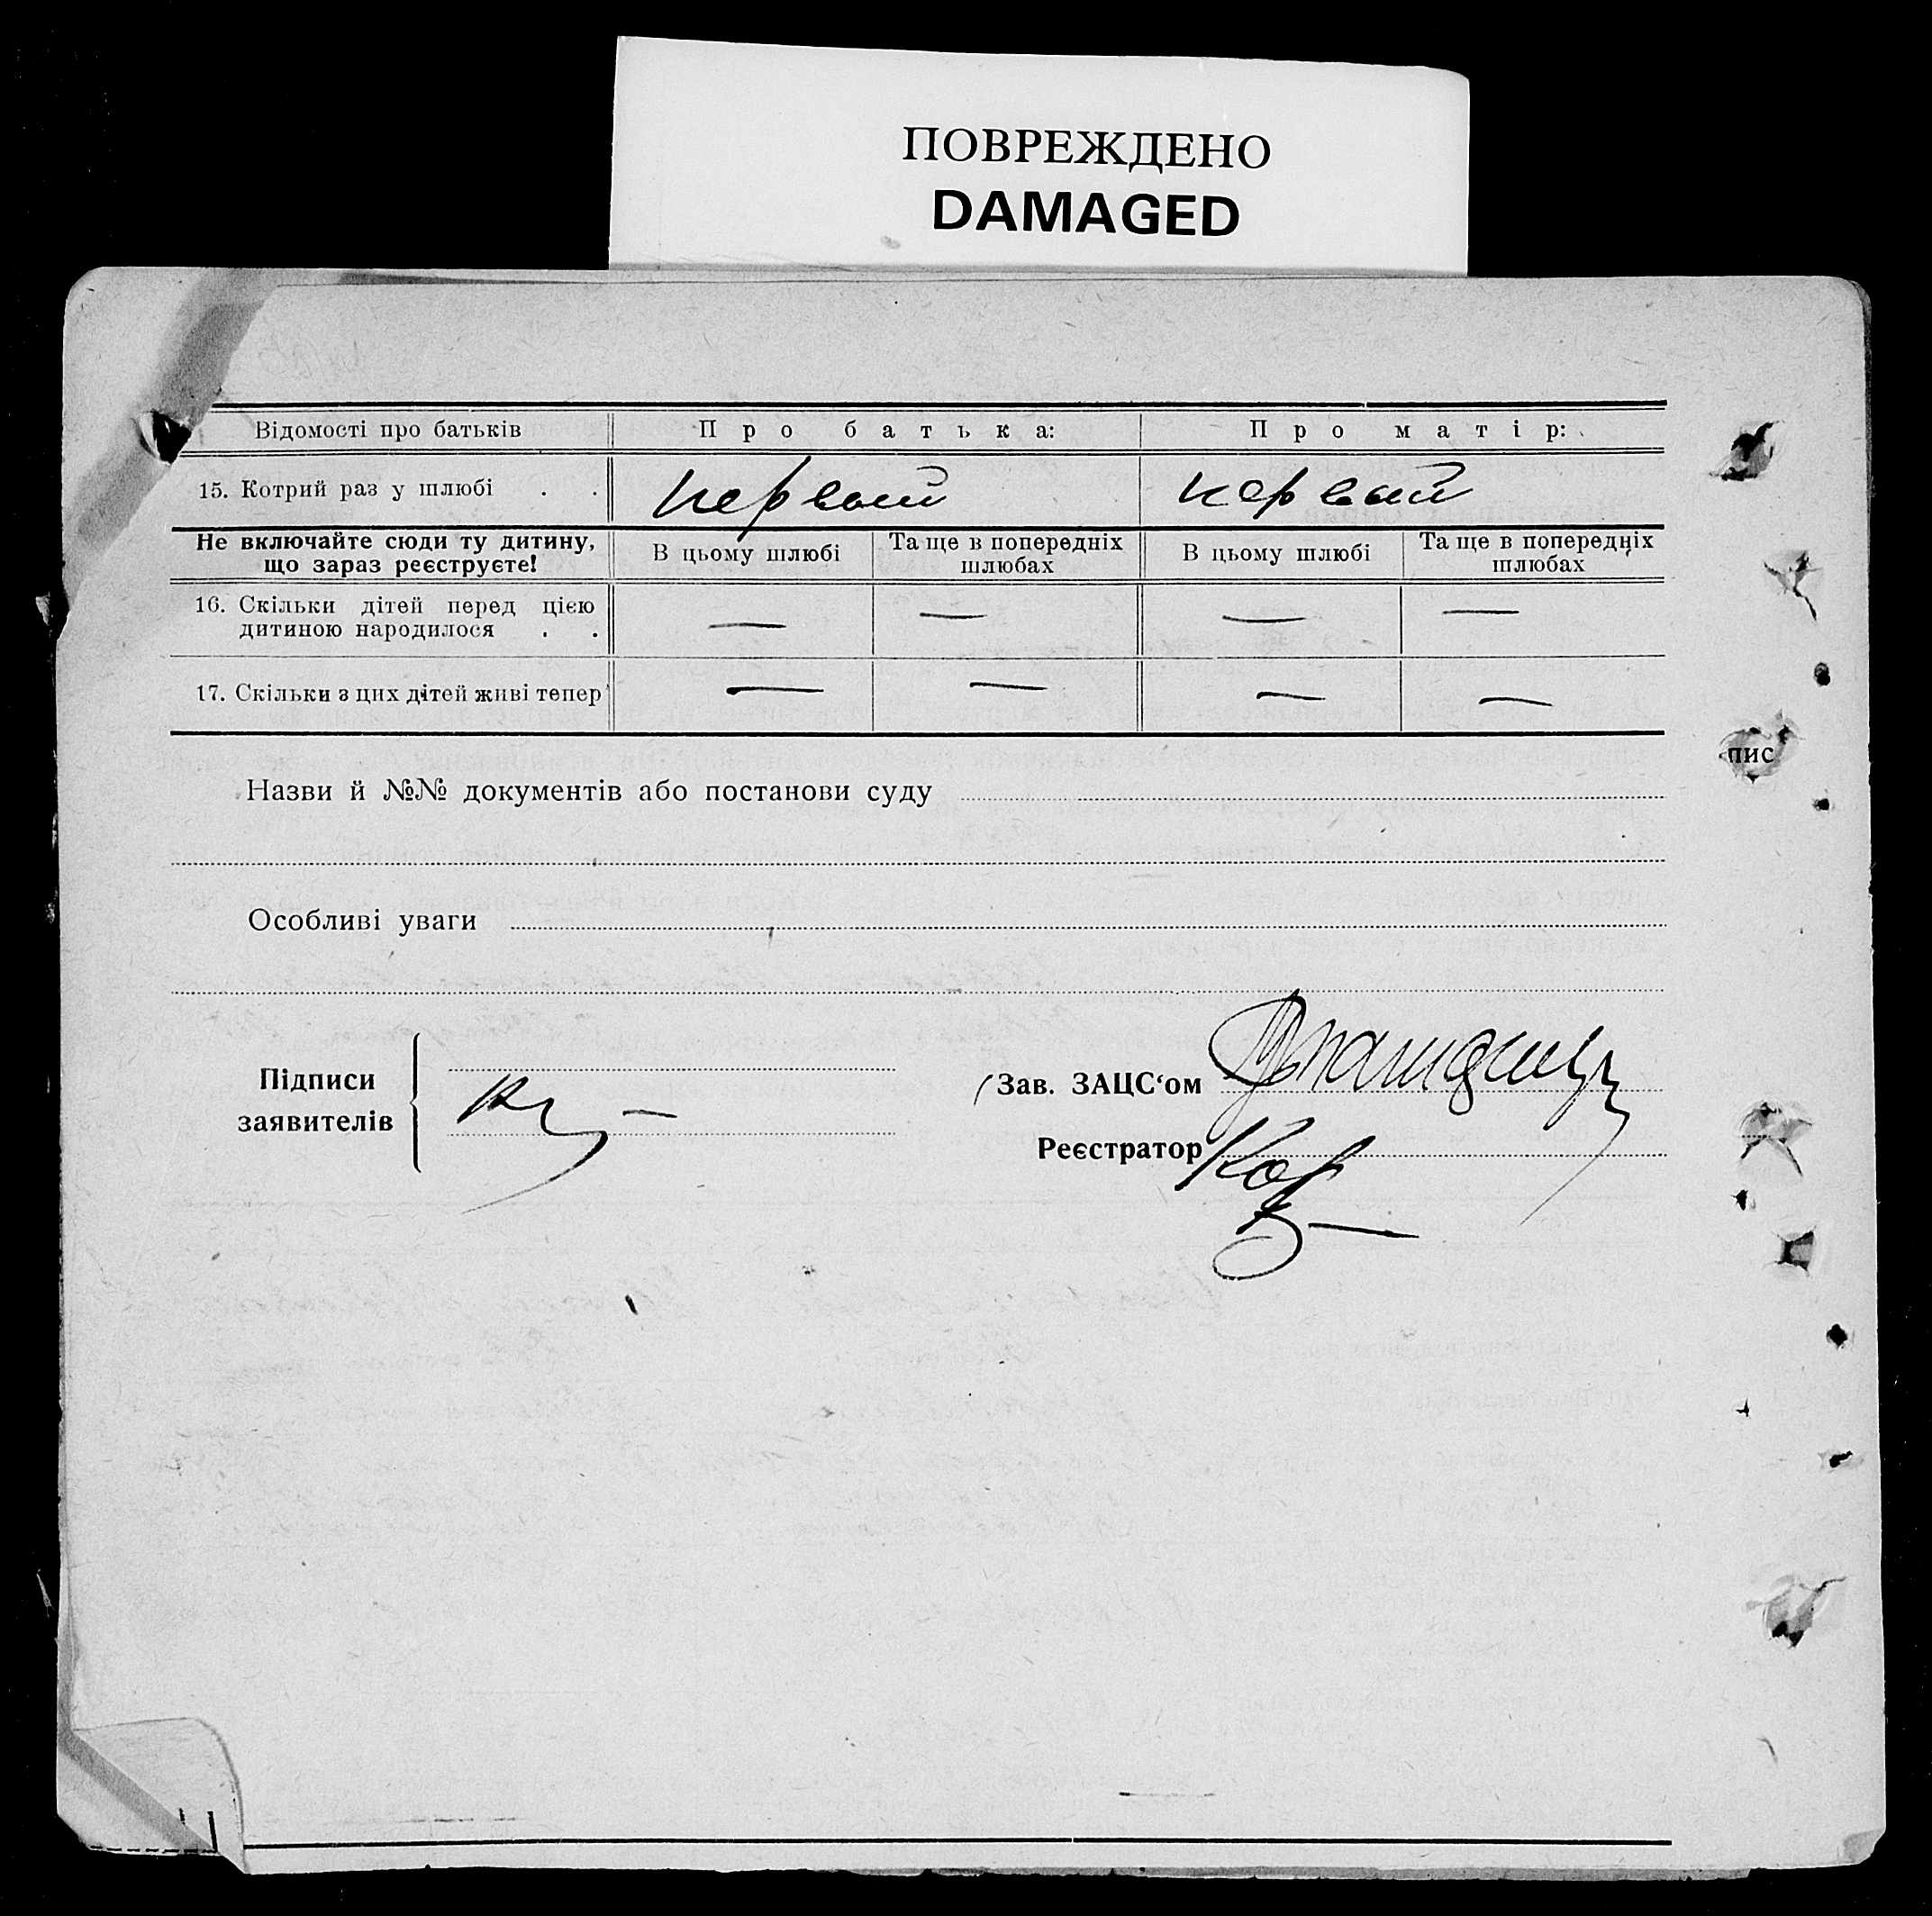 ПОВРЕЖДЕНО
DAMAGED
Відомості про батьків Про батька: Про матір:
15. Котрий раз у шлюбі . . первый первый
Не включайте сюди ту дитину, що зараз реєструєте! В цьому шлюбі Та ще в попередніх шлюбах В цьому шлюбі Та ще в попередніх шлюбах
16. Скільки дітей перед цією дитиною народилося . . — — — —
17. Скільки з цих дітей живі тепер — — — —
пис
Назви й №№ документів або постанови суду
Особливі уваги
Підписи заявителів
Зав. ЗАЦС‘ом
Реєстратор